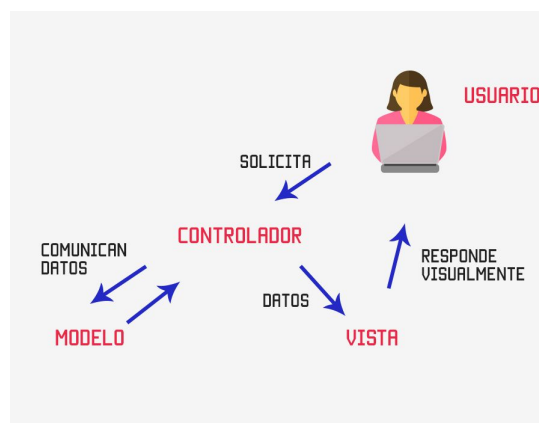 USUARIO
SOLICITA
CONTROLADOR
COMUNICAN
DATOS
RESPONDE
VISUALMENTE
DATOS
MODELO
VISTA